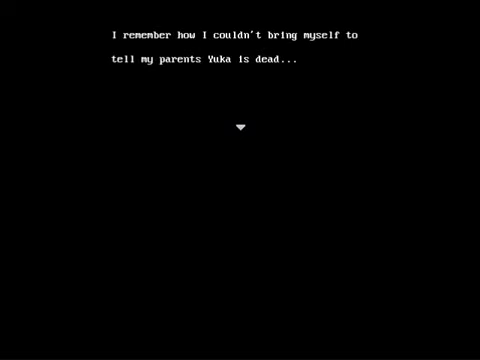 I remember how I couldn't bring myself to
tell my parents Yuka is dead...